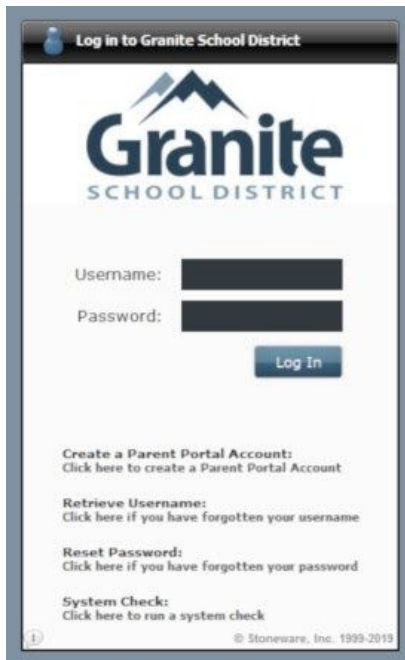 Log in to Granite School District
Granite
SCHOOL DISTRICT
Username:
Password:
Log In
Create a Parent Portal Account:
Click here to create a Parent Portal Account
Retrieve Username:
Click here if you have forgotten your username
Reset Password:
Click here if you have forgotten your password
System Check:
Click here to run a system check
© Stoneware, Inc. 1999-2019